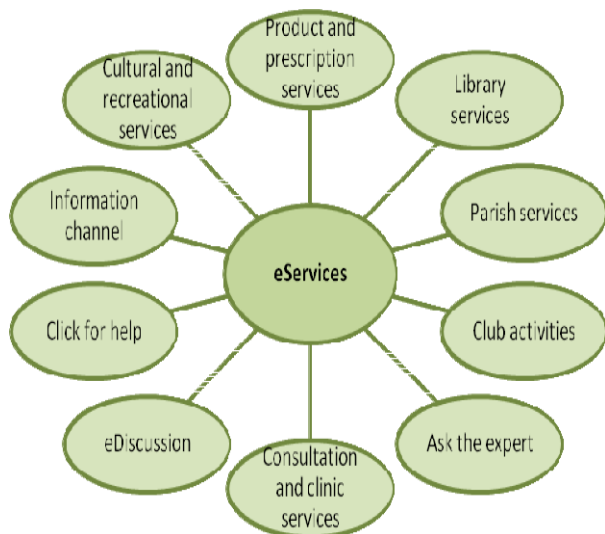 Product and
prescription
services
Cultural and
recreational
services
Library
services
Information
channel
Parish services
eServices
Click for help
Club activities
eDiscussion
Ask the expert
Consultation
and clinic
services